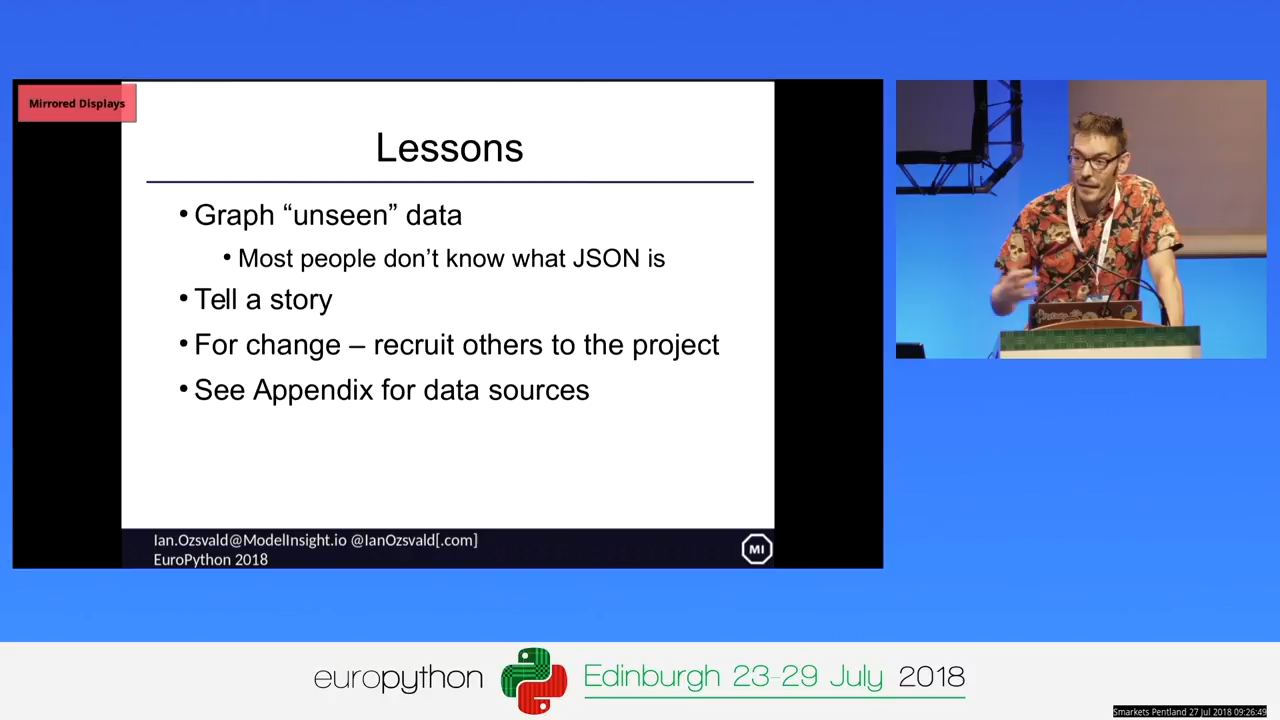 Mirrored Displays
Lessons
• Graph “unseen” data
• Most people don’t know what JSON is
• Tell a story
• For change – recruit others to the project
• See Appendix for data sources
Ian.Ozsvald@ModelInsight.io @IanOzsvald[.com]
EuroPython 2018
MI
europython
Edinburgh 23-29 July 2018
Smarkets Pentland 27 Jul 2018 09:26:49